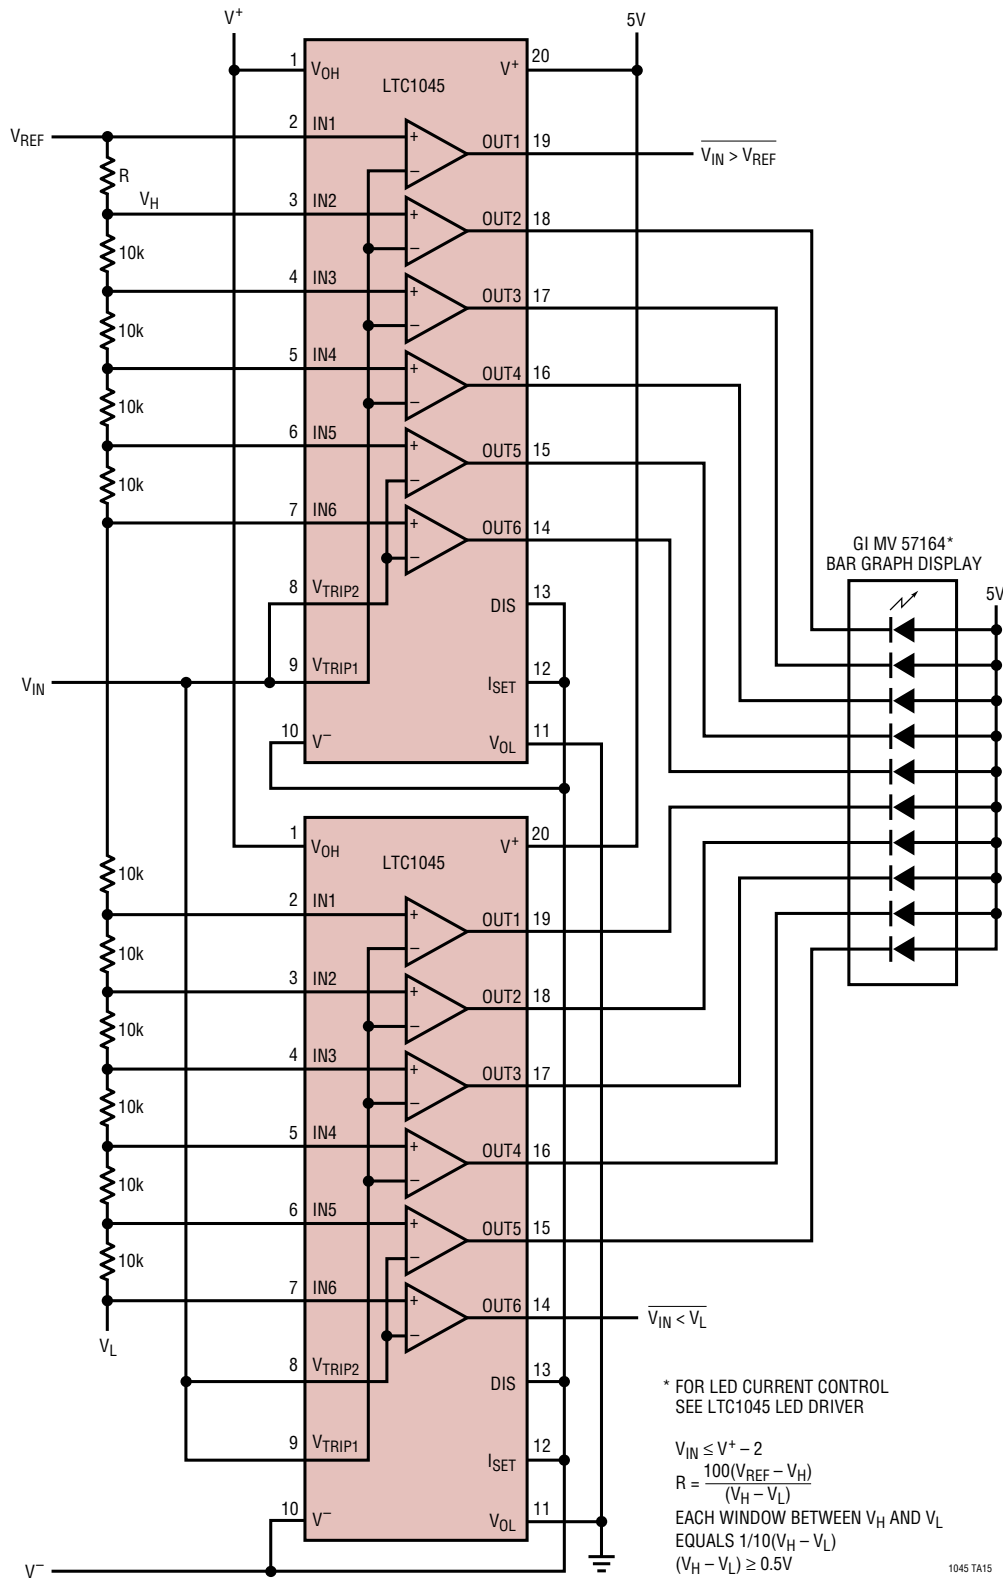 V+
5V
1
VOH
V+
20
LTC1045
VREF
2
IN1
OUT1
19
VIN > VREF
R
VH
3
IN2
OUT2
18
10k
4
IN3
OUT3
17
10k
5
IN4
OUT4
16
10k
6
IN5
OUT5
15
10k
7
IN6
OUT6
14
GI MV 57164*
BAR GRAPH DISPLAY
5V
8
VTRIP2
DIS
13
VIN
9
VTRIP1
ISET
12
10
V–
VOL
11
1
VOH
V+
20
LTC1045
10k
2
IN1
OUT1
19
10k
3
IN2
OUT2
18
10k
4
IN3
OUT3
17
10k
5
IN4
OUT4
16
10k
6
IN5
OUT5
15
10k
7
IN6
OUT6
14
VIN < VL
VL
8
VTRIP2
DIS
13
9
VTRIP1
ISET
12
10
V–
VOL
11
V–
* FOR LED CURRENT CONTROL
SEE LTC1045 LED DRIVER
VIN ≤ V+ – 2
R = 100(VREF – VH)
(VH – VL)
EACH WINDOW BETWEEN VH AND VL
EQUALS 1/10(VH – VL)
(VH – VL) ≥ 0.5V
1045 TA15